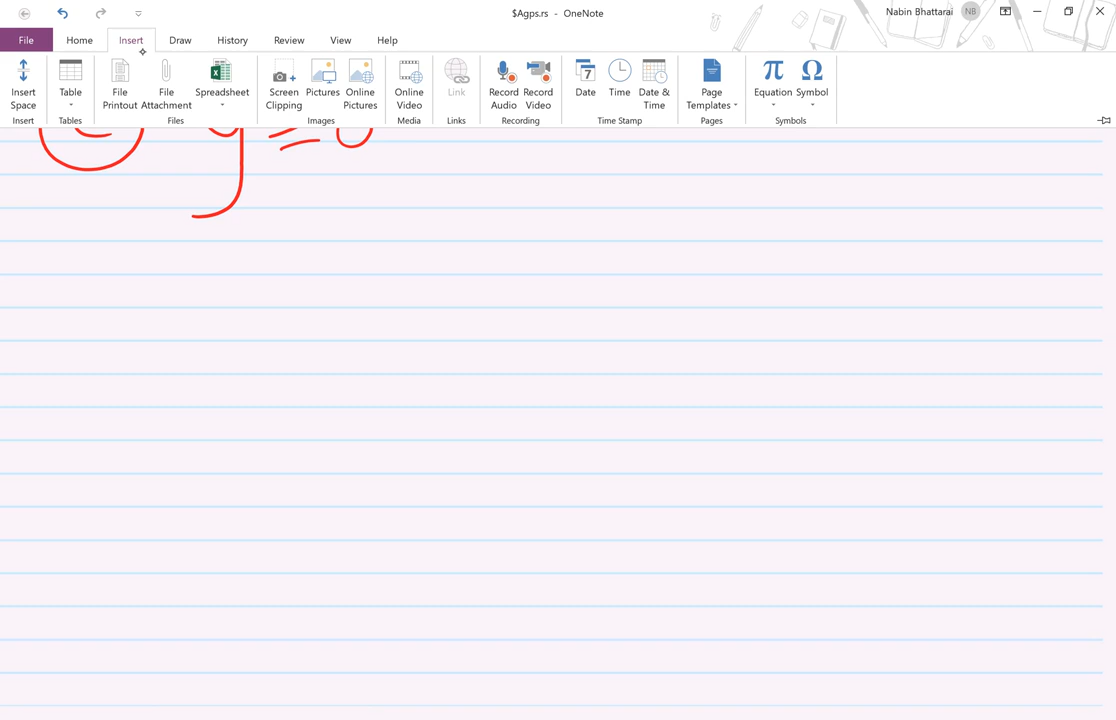 $Agps.rs - OneNote
Nabin Bhattarai NB
File Home Insert Draw History Review View Help
Insert Space Table File Printout File Attachment Spreadsheet Screen Clipping Pictures Online Pictures Online Video Link Record Audio Record Video Date Time Date & Time Page Templates Equation Symbol
Insert Tables Files Images Media Links Recording Time Stamp Pages Symbols